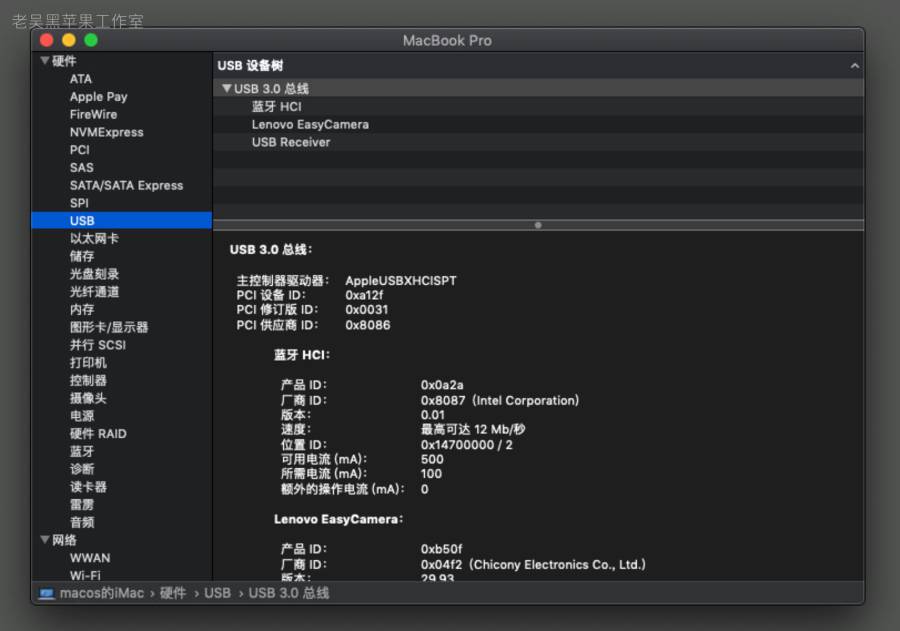 老吴黑苹果工作室
MacBook Pro
硬件
ATA
Apple Pay
FireWire
NVMExpress
PCI
SAS
SATA/SATA Express
SPI
USB
以太网卡
储存
光盘刻录
光纤通道
内存
图形卡/显示器
并行 SCSI
打印机
控制器
摄像头
电源
硬件 RAID
蓝牙
诊断
读卡器
雷雳
音频
网络
WWAN
Wi-Fi
USB 设备树
USB 3.0 总线
蓝牙 HCI
Lenovo EasyCamera
USB Receiver
USB 3.0 总线:
主控制器驱动器: AppleUSBXHCISPT
PCI 设备 ID: 0xa12f
PCI 修订版 ID: 0x0031
PCI 供应商 ID: 0x8086
蓝牙 HCI:
产品 ID: 0x0a2a
厂商 ID: 0x8087 (Intel Corporation)
版本: 0.01
速度: 最高可达 12 Mb/秒
位置 ID: 0x14700000 / 2
可用电流 (mA): 500
所需电流 (mA): 100
额外的操作电流 (mA): 0
Lenovo EasyCamera:
产品 ID: 0xb50f
厂商 ID: 0x04f2 (Chicony Electronics Co., Ltd.)
版本: 29.93
macos的iMac › 硬件 › USB › USB 3.0 总线